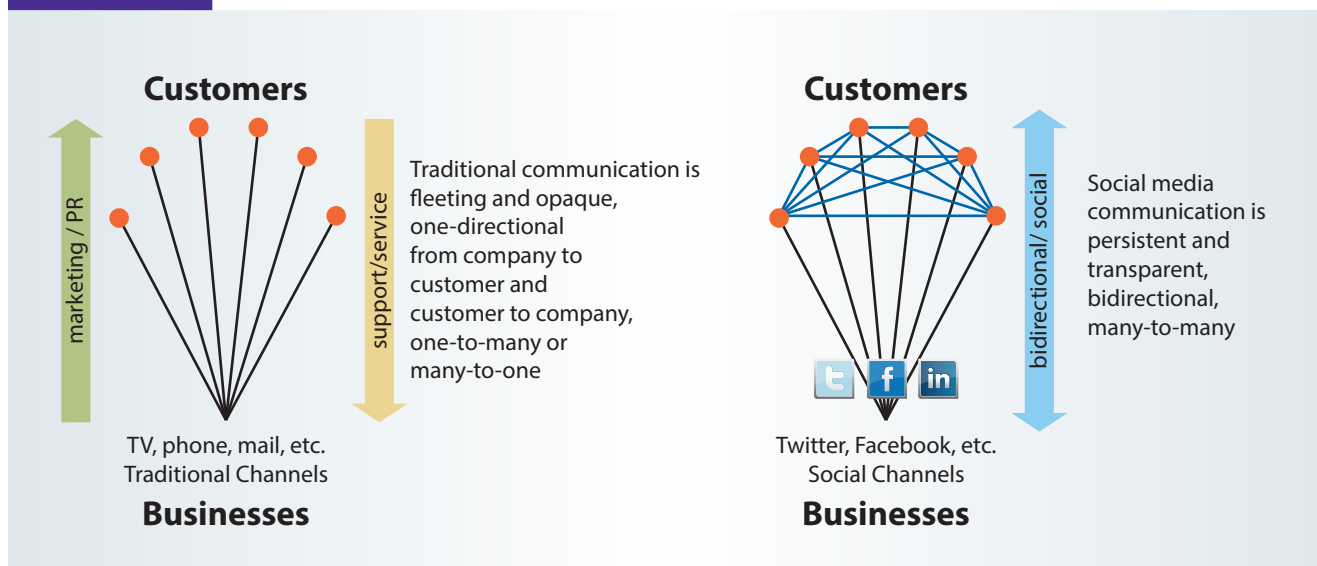 Customers
marketing / PR
support/service
Traditional communication is
fleeting and opaque,
one-directional
from company to
customer and
customer to company,
one-to-many or
many-to-one
TV, phone, mail, etc.
Traditional Channels
Businesses
Customers
bidirectional/ social
Social media
communication is
persistent and
transparent,
bidirectional,
many-to-many
t
f
in
Twitter, Facebook, etc.
Social Channels
Businesses